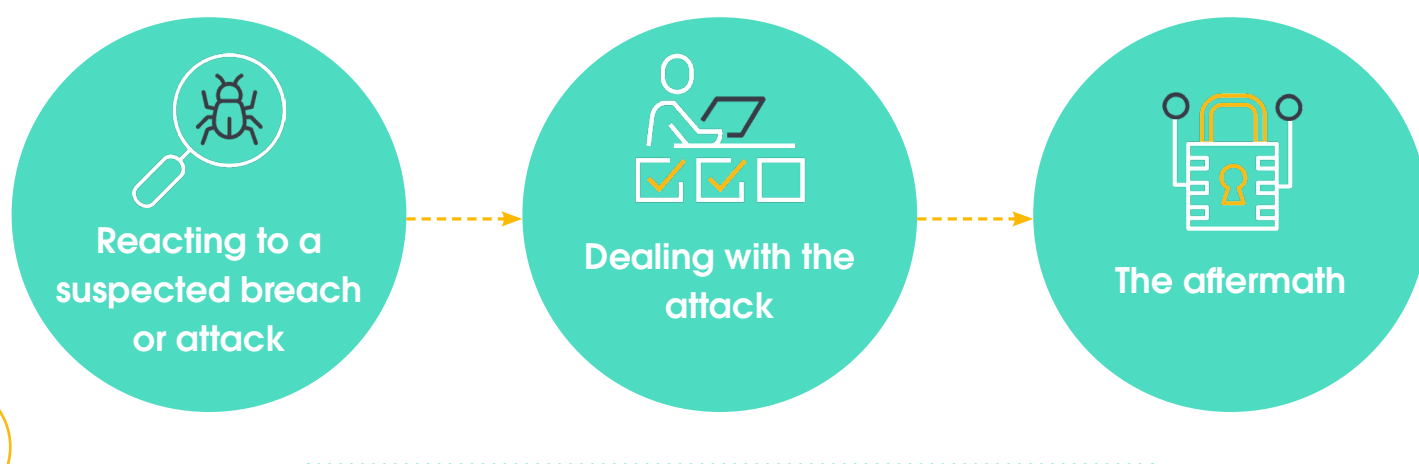 Reacting to a
suspected breach
or attack
Dealing with the
attack
The aftermath